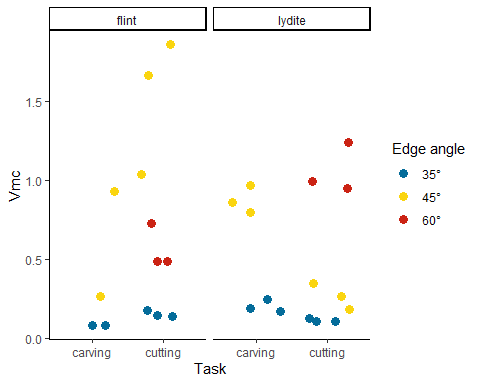 flint
lydite
Vmc
1.5
1.0
0.5
0.0
carving
cutting
carving
cutting
Task
Edge angle
35°
45°
60°